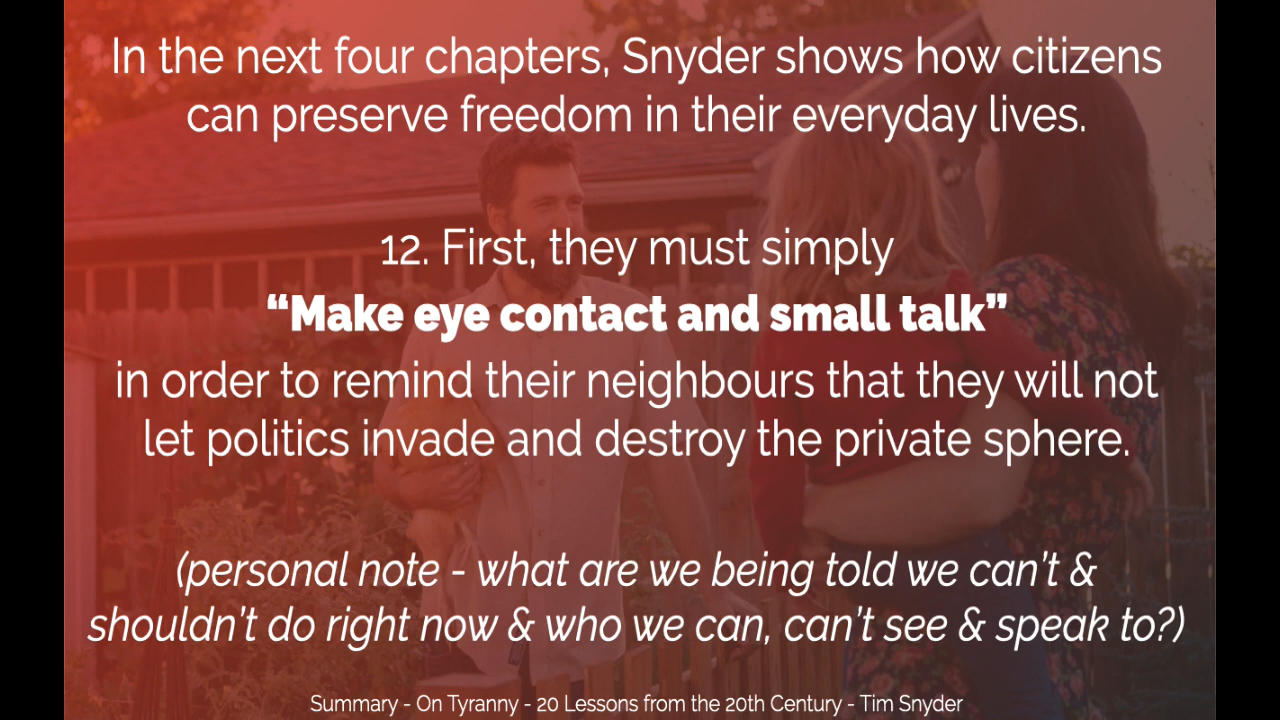 In the next four chapters, Snyder shows how citizens
can preserve freedom in their everyday lives.
12. First, they must simply
“Make eye contact and small talk”
in order to remind their neighbours that they will not
let politics invade and destroy the private sphere.
(personal note - what are we being told we can’t &
shouldn’t do right now & who we can, can’t see & speak to?)
Summary - On Tyranny - 20 Lessons from the 20th Century - Tim Snyder